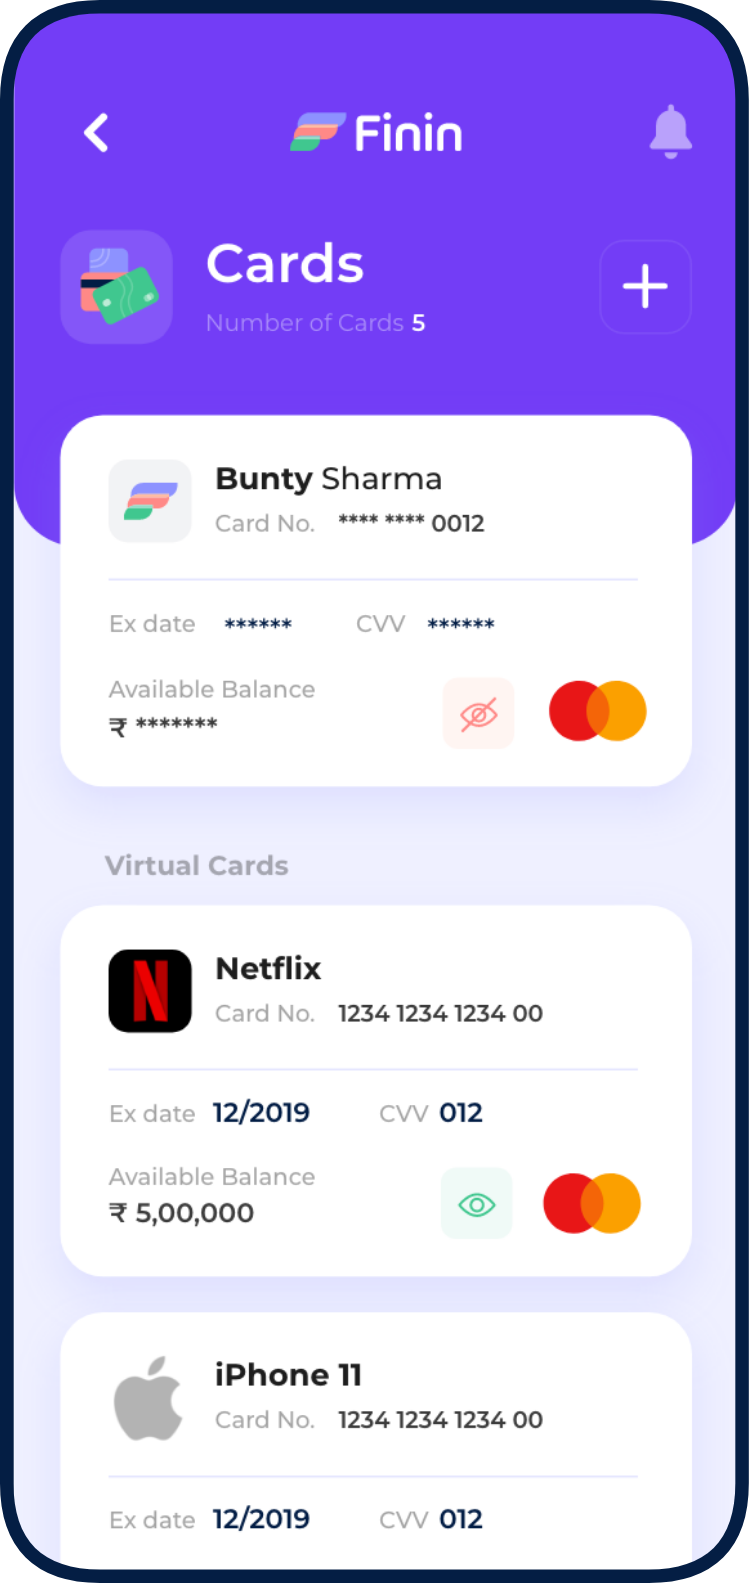 Finin
Cards
Number of Cards 5
Bunty Sharma
Card No. **** **** 0012
Ex date ****** CVV ******
Available Balance
₹ *******
Virtual Cards
N
Netflix
Card No. 1234 1234 1234 00
Ex date 12/2019 CVV 012
Available Balance
₹ 5,00,000
iPhone 11
Card No. 1234 1234 1234 00
Ex date 12/2019 CVV 012